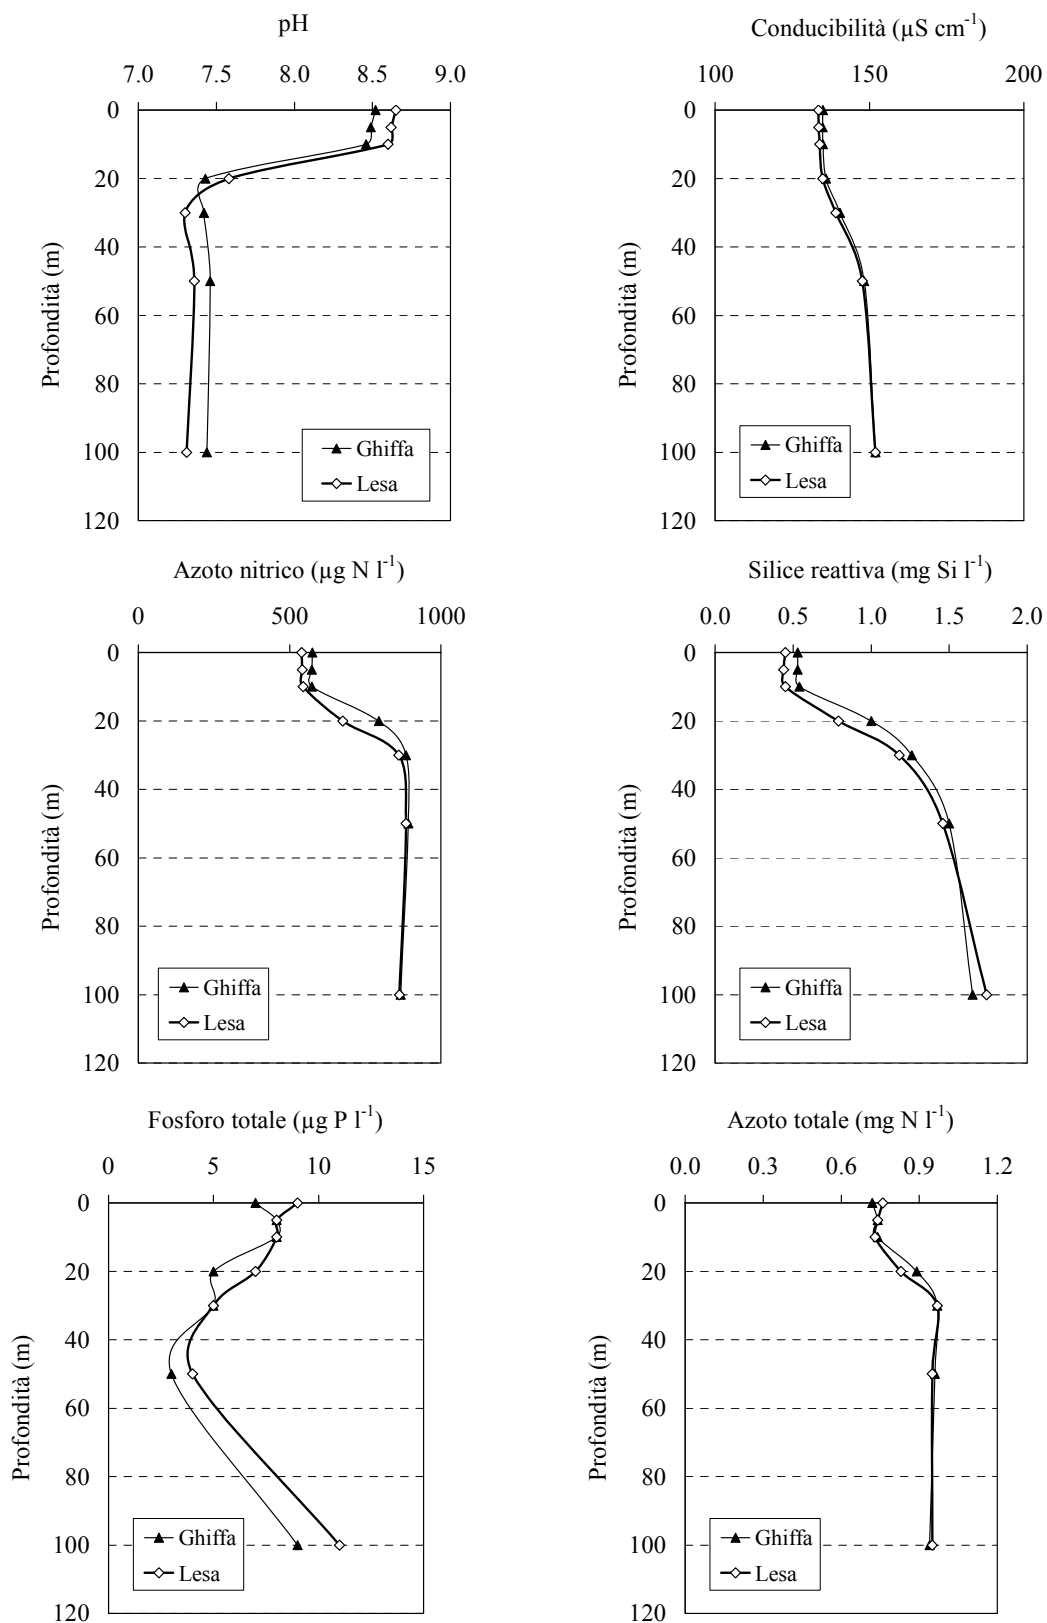 pH
7.0 7.5 8.0 8.5 9.0
0
20
40
60
80
100
120
Profondità (m)
Ghiffa
Lesa
Conducibilità (µS cm⁻¹)
100 150 200
0
20
40
60
80
100
120
Profondità (m)
Ghiffa
Lesa
Azoto nitrico (µg N l⁻¹)
0 500 1000
0
20
40
60
80
100
120
Profondità (m)
Ghiffa
Lesa
Silice reattiva (mg Si l⁻¹)
0.0 0.5 1.0 1.5 2.0
0
20
40
60
80
100
120
Profondità (m)
Ghiffa
Lesa
Fosforo totale (µg P l⁻¹)
0 5 10 15
0
20
40
60
80
100
120
Profondità (m)
Ghiffa
Lesa
Azoto totale (mg N l⁻¹)
0.0 0.3 0.6 0.9 1.2
0
20
40
60
80
100
120
Profondità (m)
Ghiffa
Lesa